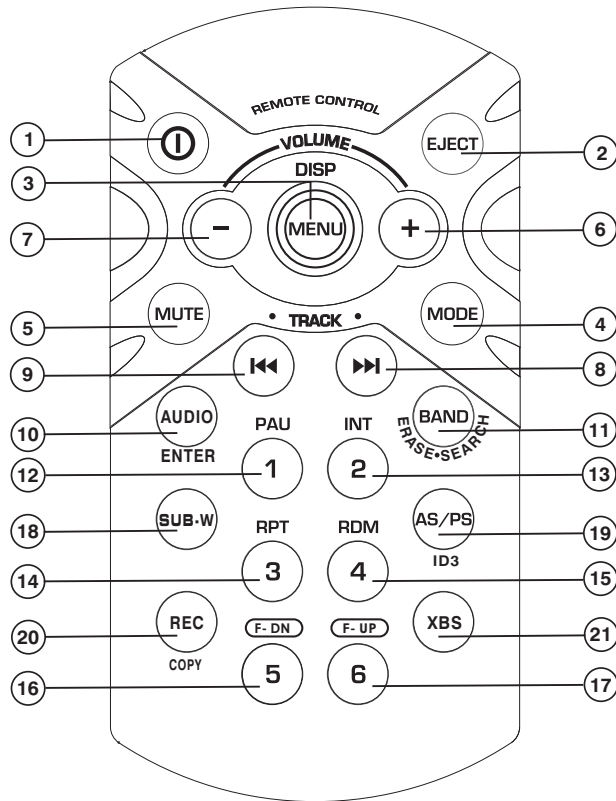 REMOTE CONTROL
1
VOLUME
EJECT
2
3
DISP
7
-
MENU
+
6
5
MUTE
• TRACK •
MODE
4
9
8
10
AUDIO
ENTER
PAU
INT
BAND
ERASE•SEARCH
11
12
1
2
13
18
SUB-W
RPT
RDM
AS/PS
ID3
19
14
3
4
15
20
REC
COPY
F- DN
F- UP
XBS
21
16
5
6
17